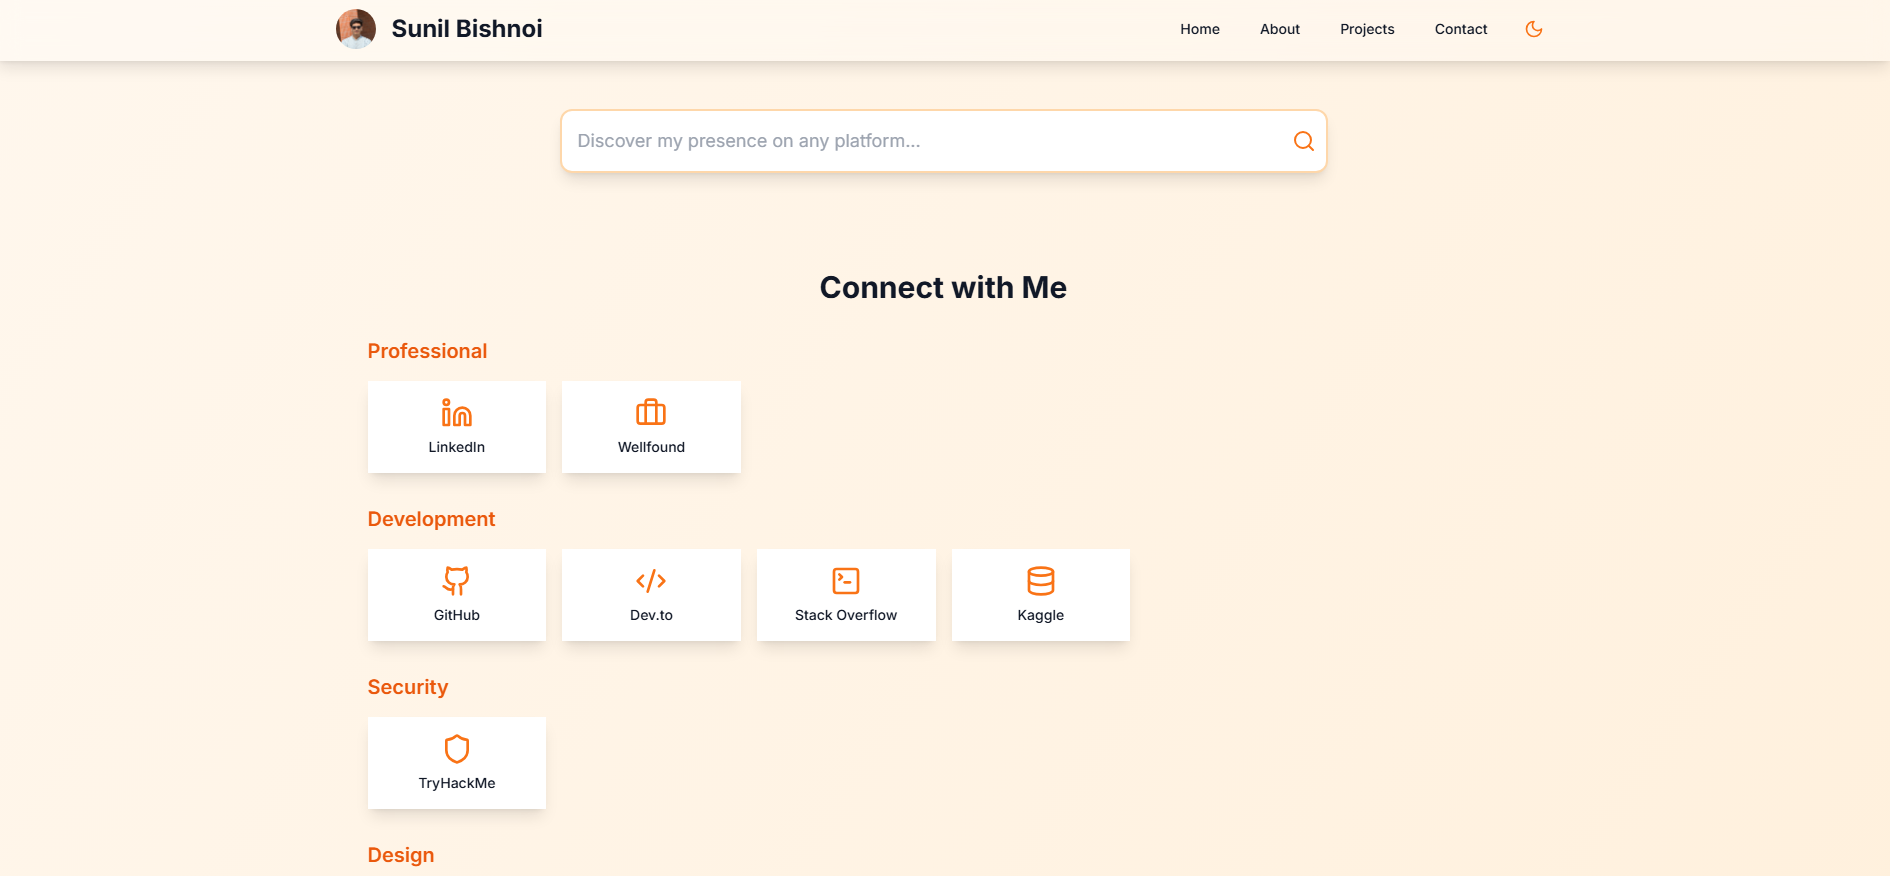 Sunil Bishnoi
Home About Projects Contact
Discover my presence on any platform...
Connect with Me
Professional
LinkedIn Wellfound
Development
GitHub Dev.to Stack Overflow Kaggle
Security
TryHackMe
Design